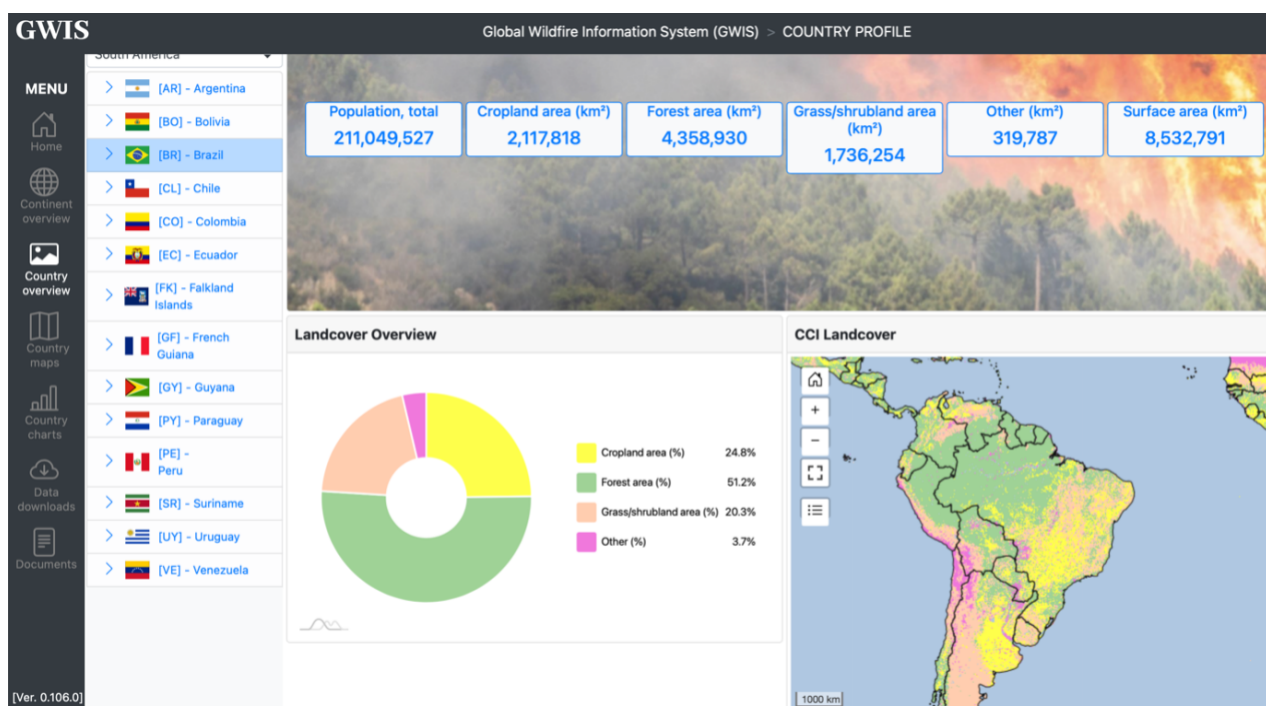 GWIS
Global Wildfire Information System (GWIS) > COUNTRY PROFILE
South America
MENU
Home
Continent
overview
Country
overview
Country
maps
Country
charts
Data
downloads
Documents
[Ver. 0.106.0]
[AR] - Argentina
[BO] - Bolivia
[BR] - Brazil
[CL] - Chile
[CO] - Colombia
[EC] - Ecuador
[FK] - Falkland
Islands
[GF] - French
Guiana
[GY] - Guyana
[PY] - Paraguay
[PE] -
Peru
[SR] - Suriname
[UY] - Uruguay
[VE] - Venezuela
Population, total
211,049,527
Cropland area (km²)
2,117,818
Forest area (km²)
4,358,930
Grass/shrubland area
(km²)
1,736,254
Other (km²)
319,787
Surface area (km²)
8,532,791
Landcover Overview
Cropland area (%) 24.8%
Forest area (%) 51.2%
Grass/shrubland area (%) 20.3%
Other (%) 3.7%
CCI Landcover
+
−
1000 km